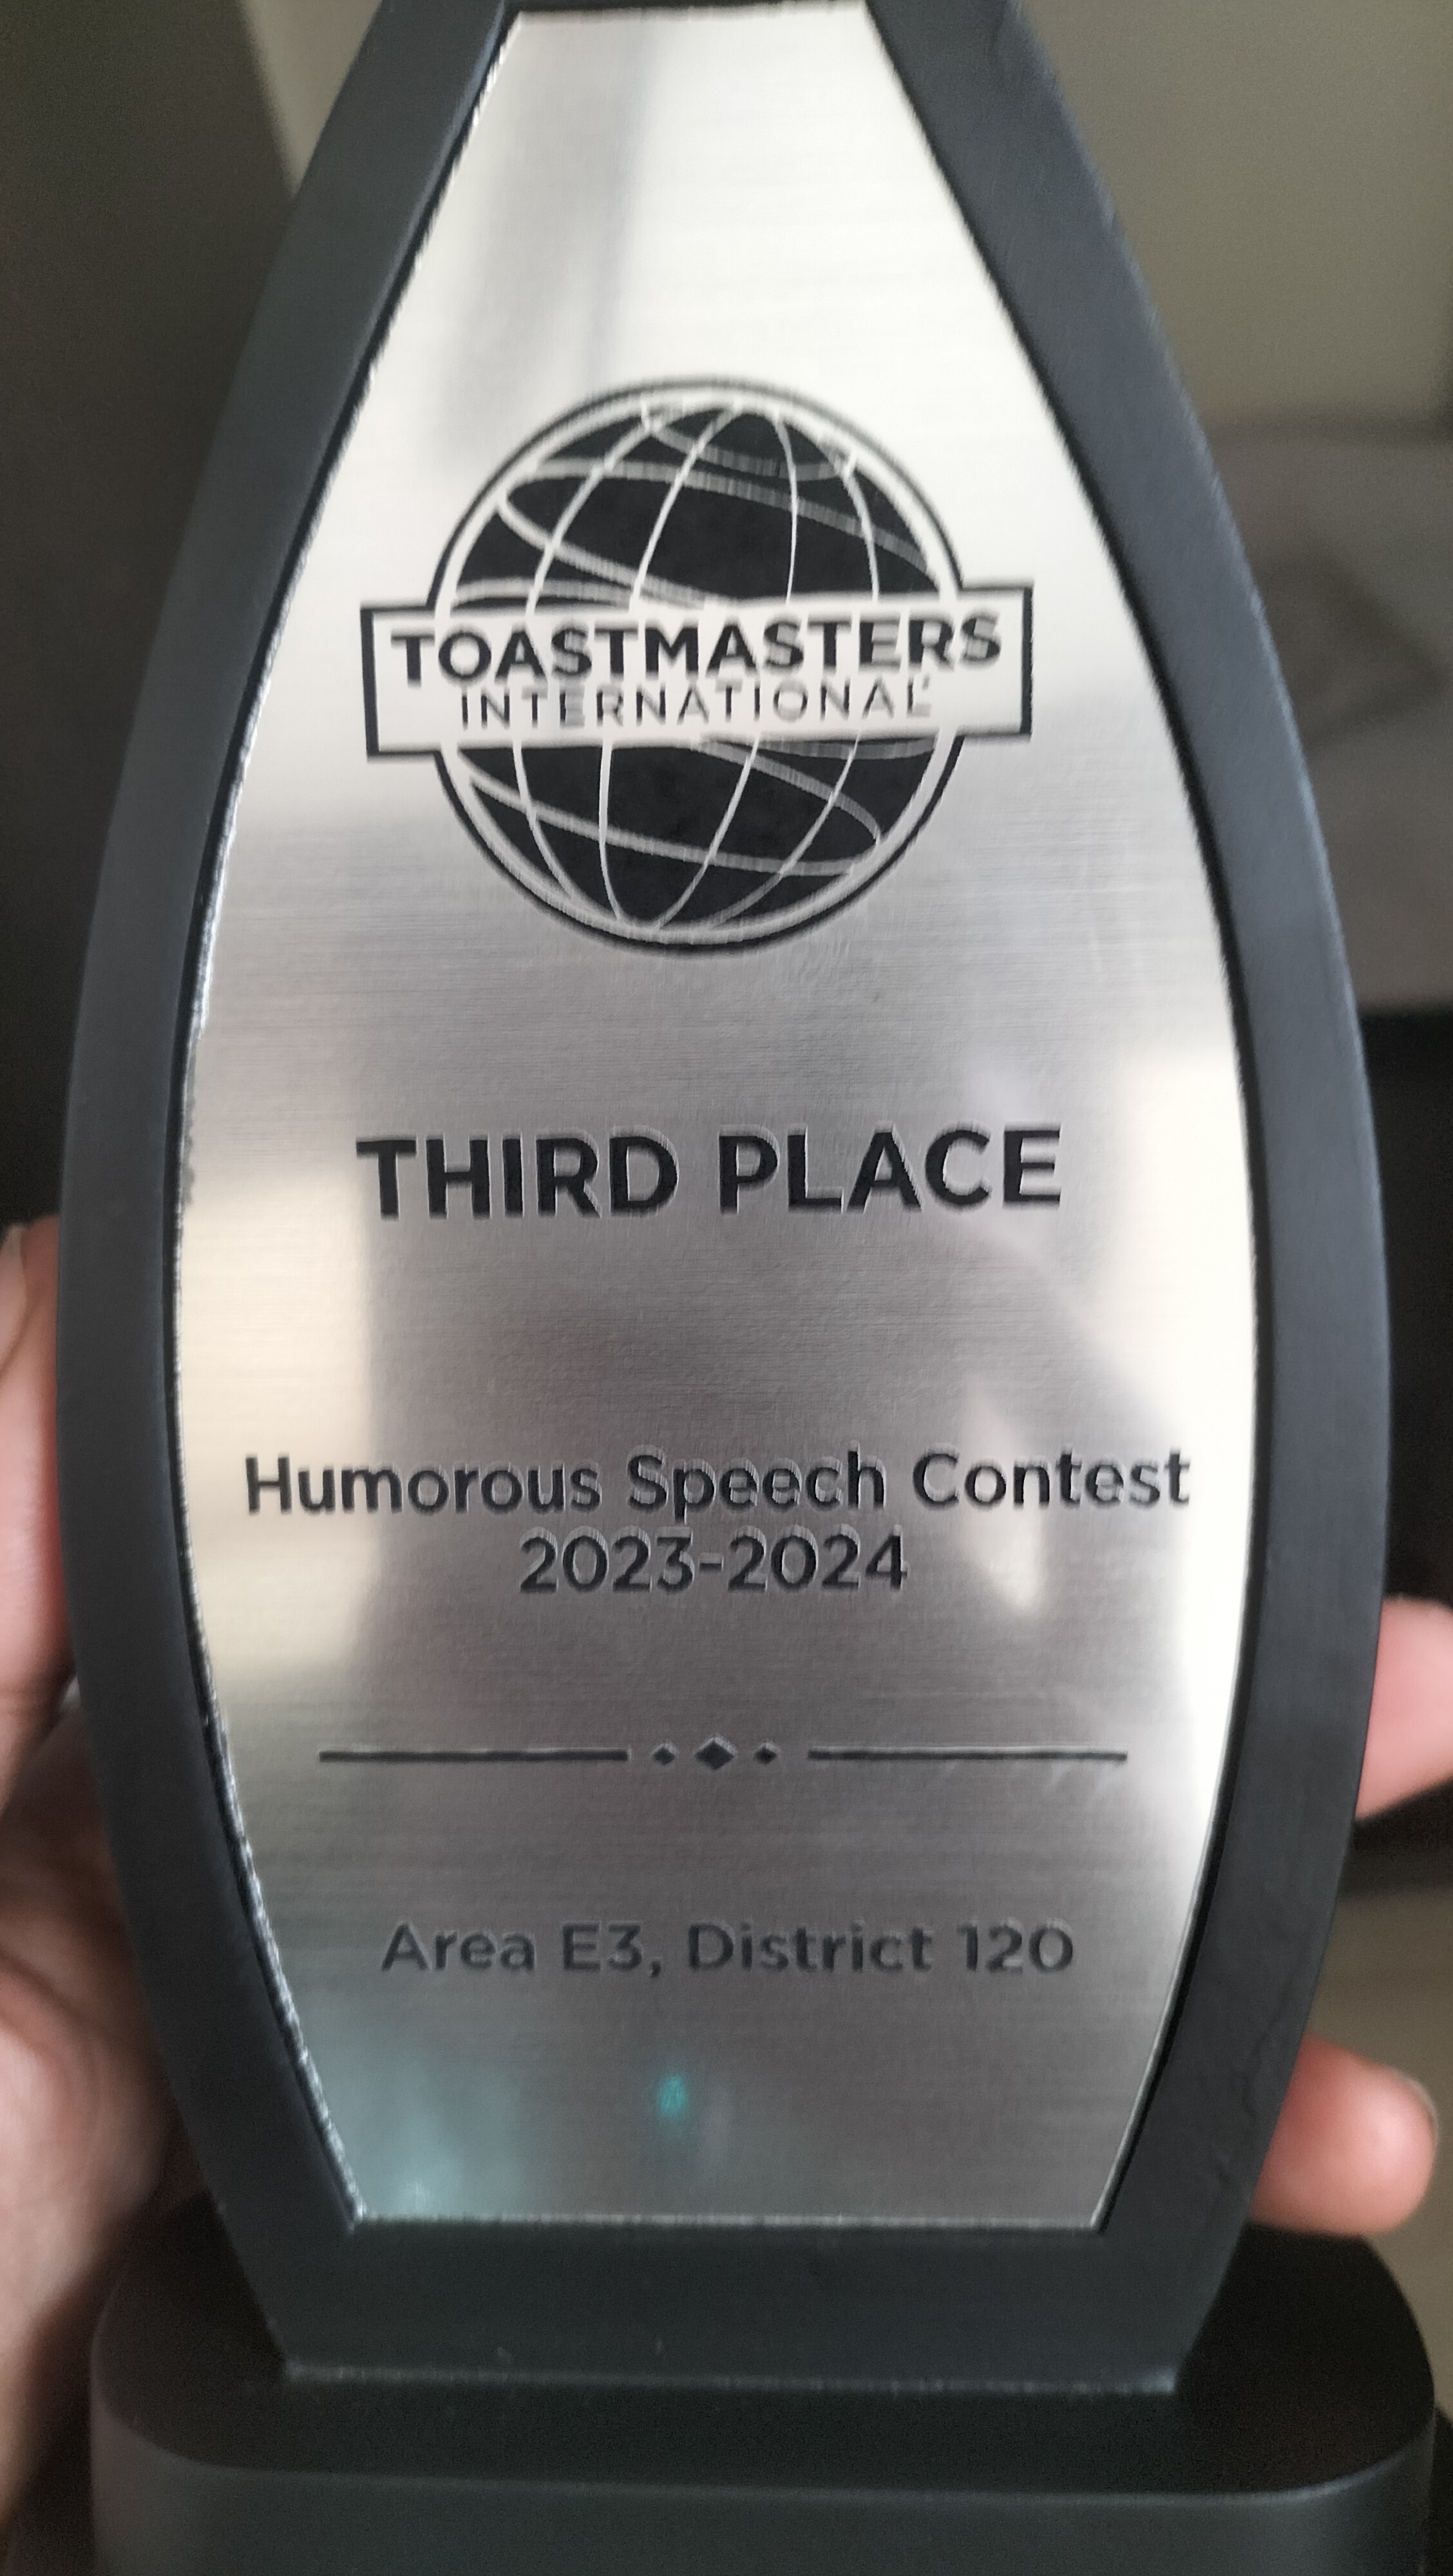 TOASTMASTERS
INTERNATIONAL
THIRD PLACE
Humorous Speech Contest
2023-2024
Area E3, District 120